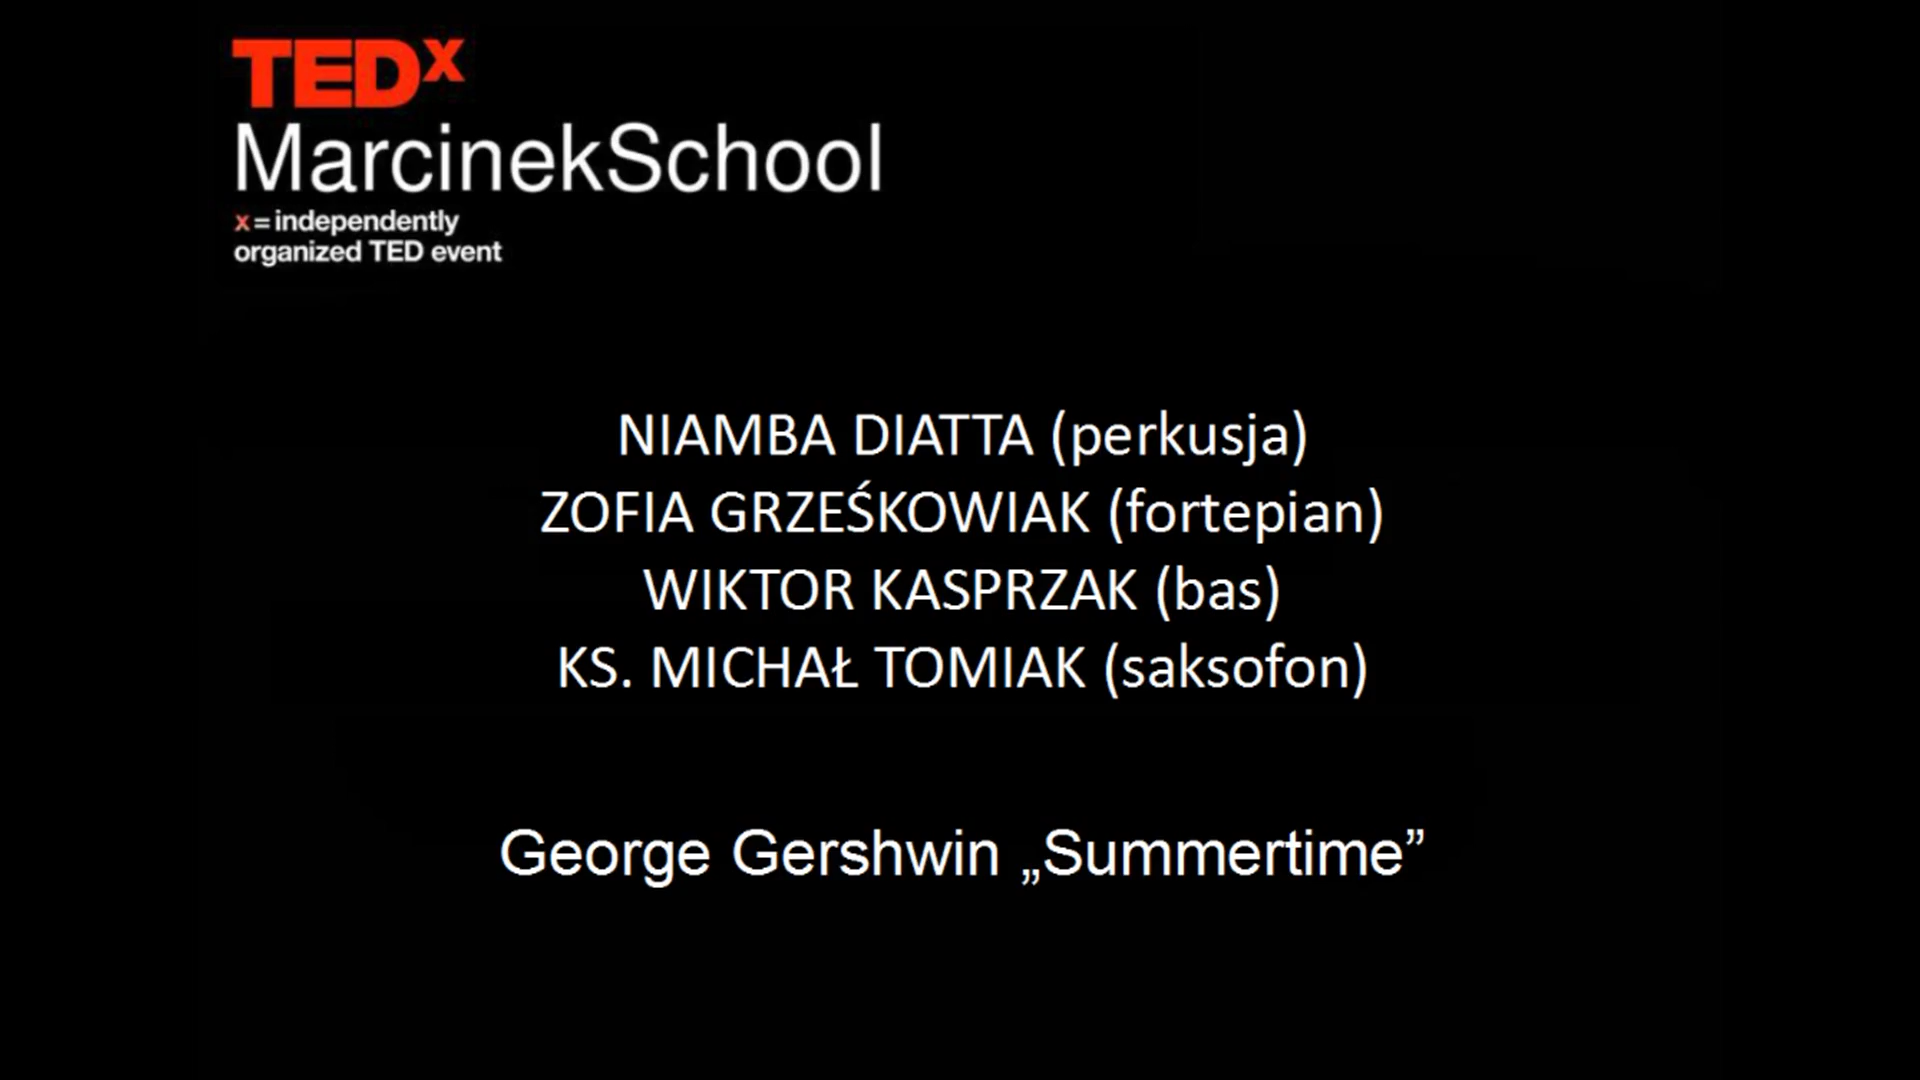 TEDx
MarcinekSchool
x = independently
organized TED event
NIAMBA DIATTA (perkusja)
ZOFIA GRZEŚKOWIAK (fortepian)
WIKTOR KASPRZAK (bas)
KS. MICHAŁ TOMIAK (saksofon)
George Gershwin „Summertime”